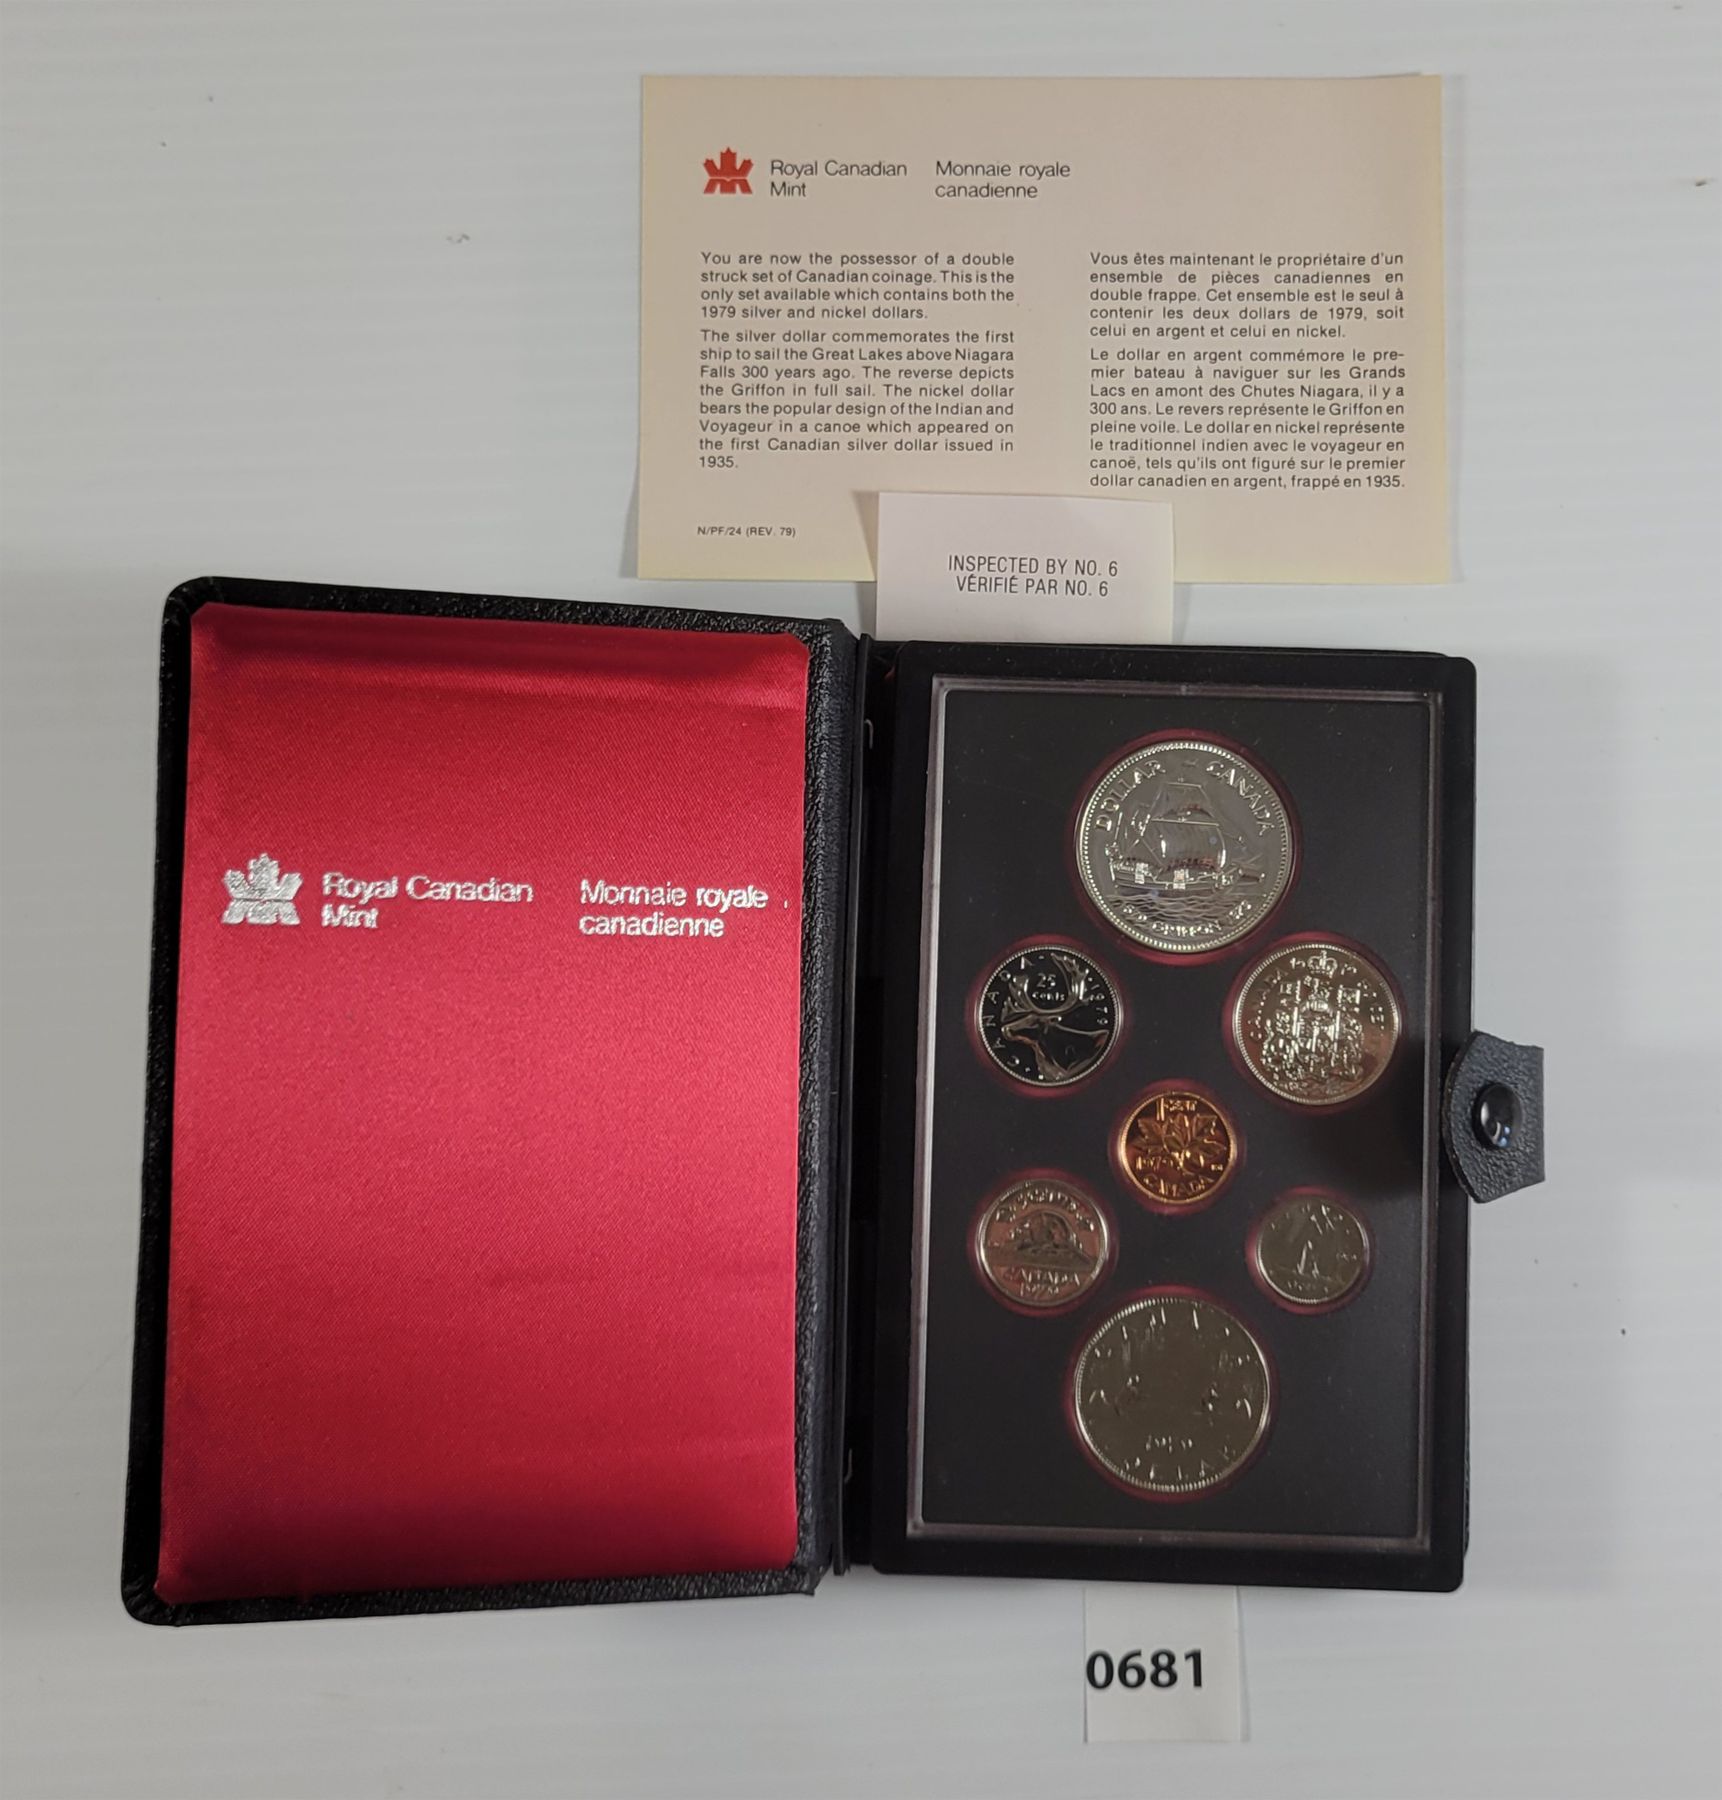 Royal Canadian
Mint
Monnaie royale
canadienne
You are now the possessor of a double
struck set of Canadian coinage. This is the
only set available which contains both the
1979 silver and nickel dollars.
The silver dollar commemorates the first
ship to sail the Great Lakes above Niagara
Falls 300 years ago. The reverse depicts
the Griffon in full sail. The nickel dollar
bears the popular design of the Indian and
Voyageur in a canoe which appeared on
the first Canadian silver dollar issued in
1935.
Vous êtes maintenant le propriétaire d'un
ensemble de pièces canadiennes en
double frappe. Cet ensemble est le seul à
contenir les deux dollars de 1979, soit
celui en argent et celui en nickel.
Le dollar en argent commémore le pre-
mier bateau à naviguer sur les Grands
Lacs en amont des Chutes Niagara, il y a
300 ans. Le revers représente le Griffon en
pleine voile. Le dollar en nickel représente
le traditionnel indien avec le voyageur en
canoë, tels qu'ils ont figuré sur le premier
dollar canadien en argent, frappé en 1935.
N/PF/24 (REV. 79)
INSPECTED BY NO. 6
VÉRIFIÉ PAR NO. 6
Royal Canadian
Mint
Monnaie royale
canadienne
DOLLAR CANADA
GRIFFON
CANADA 1979
25
cents
CANADA
1979
CANADA
CANADA
1979
0681